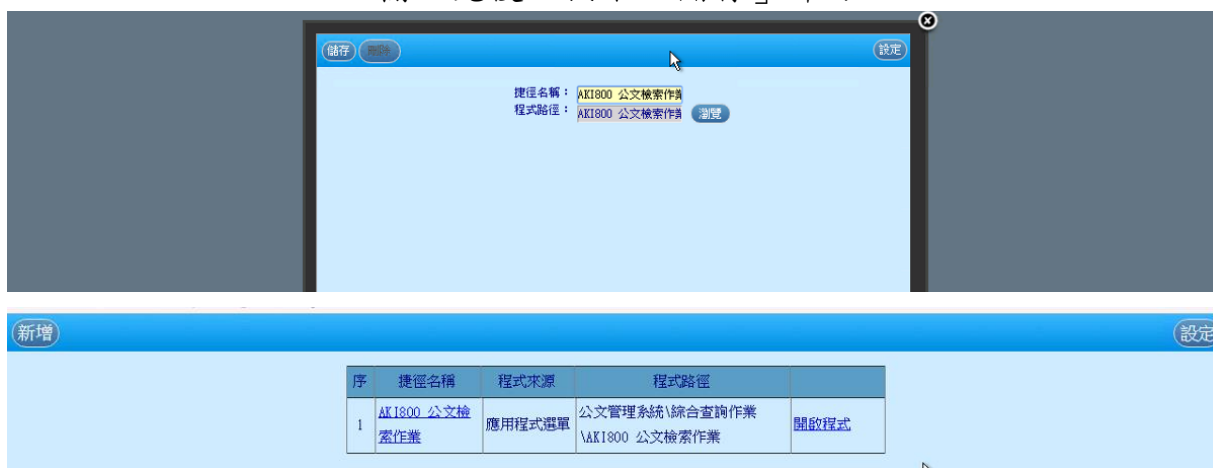 儲存 刪除 設定
捷徑名稱： AKI800 公文檢索作業
程式路徑： AKI800 公文檢索作業 瀏覽
新增 設定
序 捷徑名稱 程式來源 程式路徑
1 AKI800 公文檢索作業 應用程式選單 公文管理系統\綜合查詢作業\AKI800 公文檢索作業 開啟程式